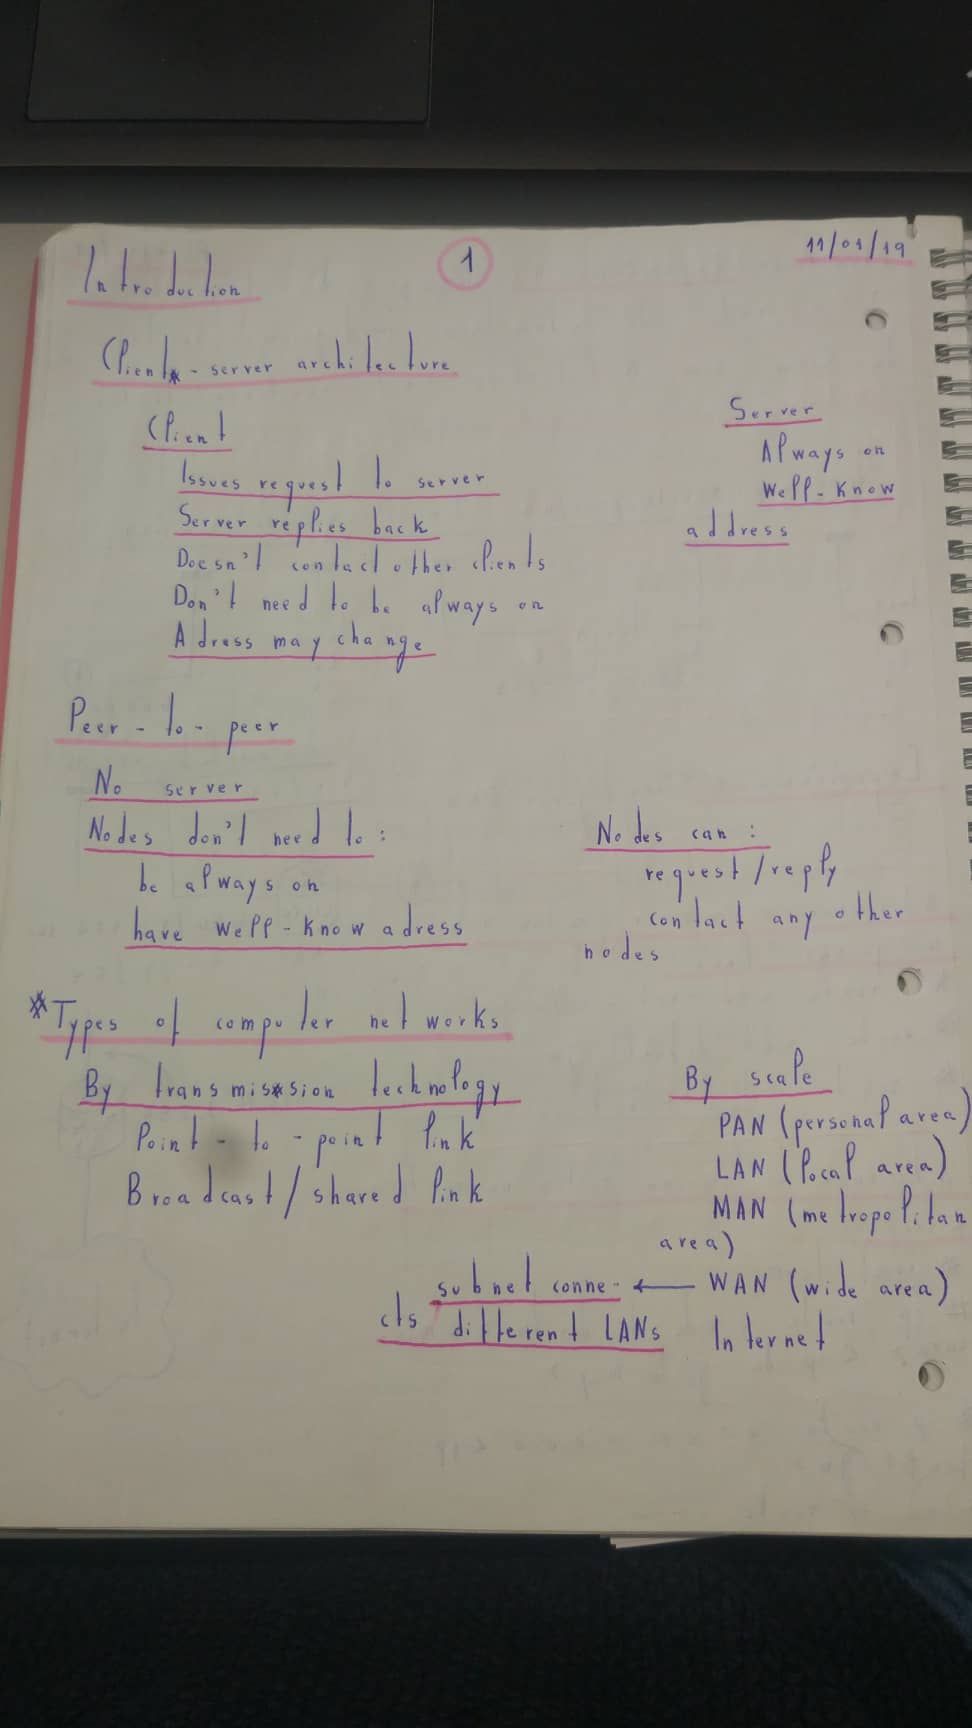 Introduction
1
11/01/19
Client - server architecture
Client
Issues request to server
Server replies back
Doesn't contact other clients
Don't need to be always on
Adress may change
Server
Always on
Well-know
address
Peer-to-peer
No server
Nodes don't need to:
be always on
have well-know adress
Nodes can:
request/reply
contact any other
nodes
*Types of computer networks
By transmission technology
Point-to-point link
Broadcast/shared link
By scale
PAN (personal area)
LAN (local area)
MAN (metropolitan
area)
subnet conne- ← WAN (wide area)
cts different LANs
Internet